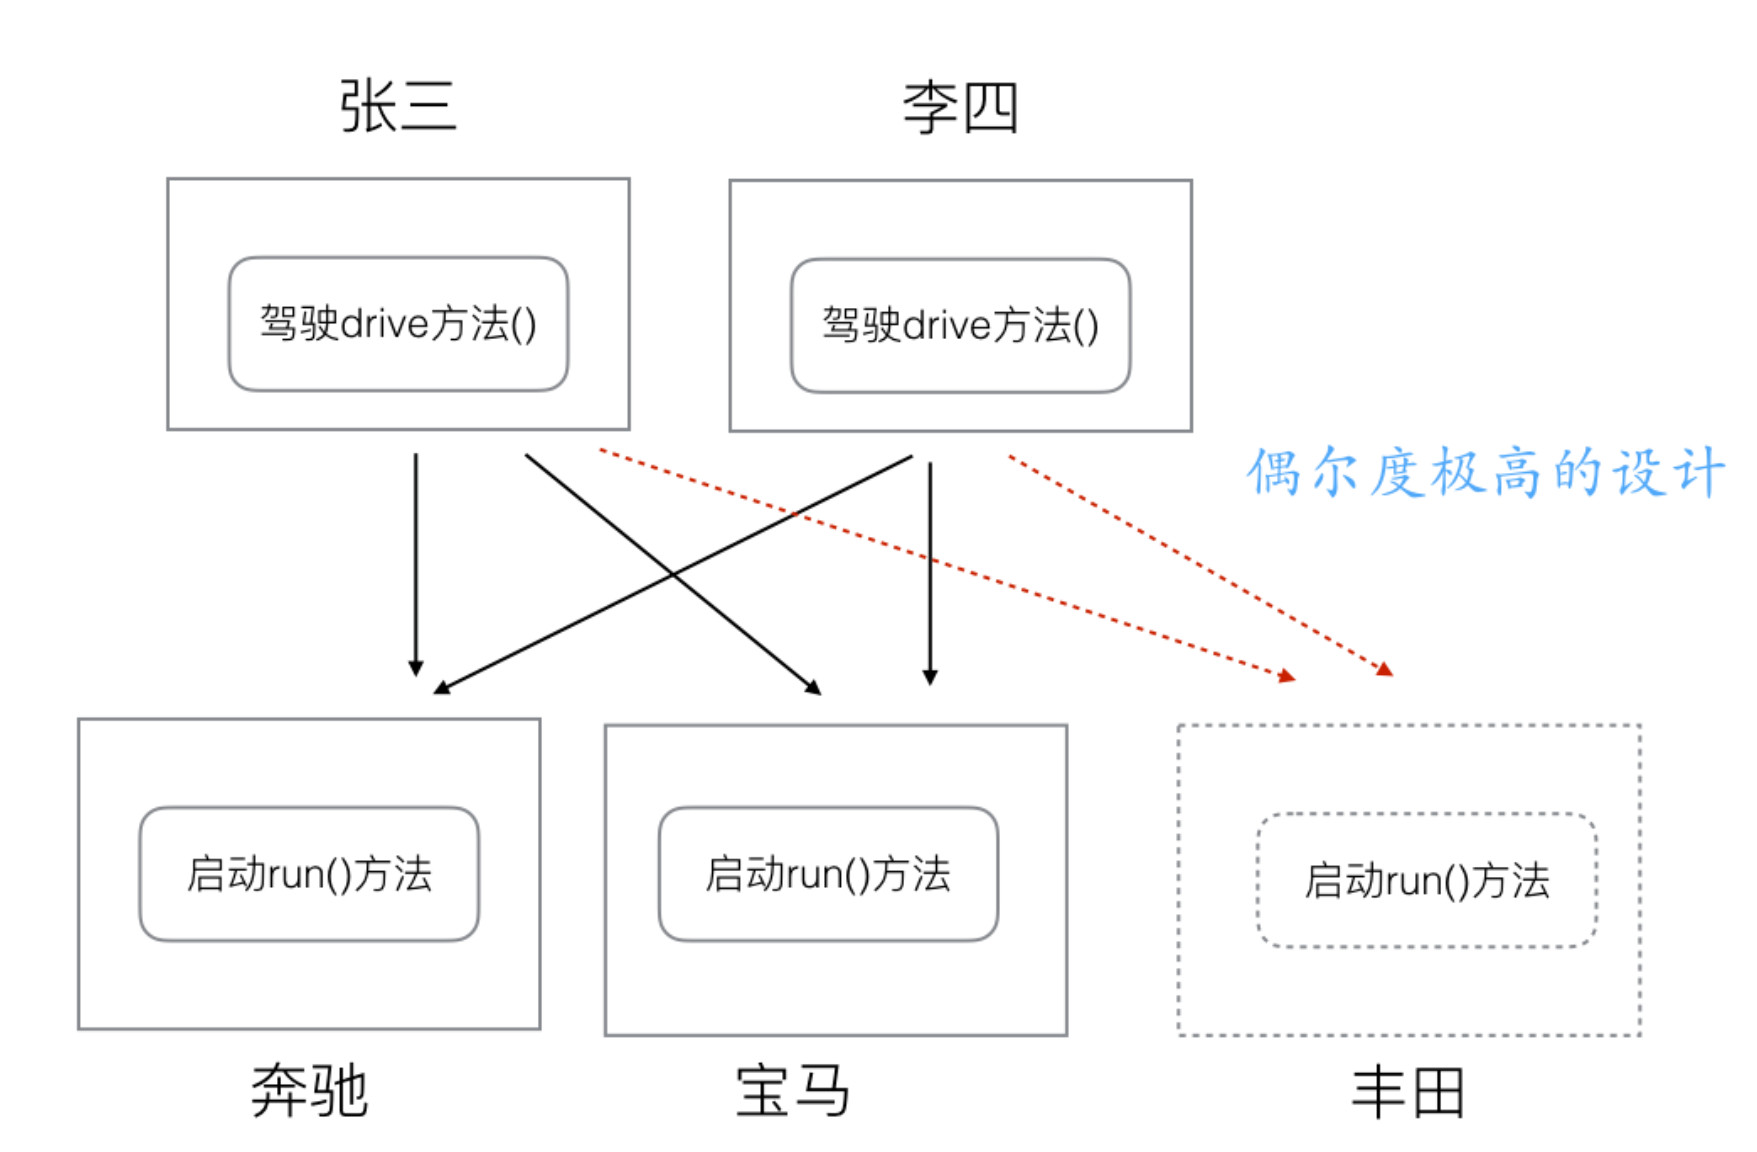 张三
李四
驾驶drive方法()
驾驶drive方法()
偶尔度极高的设计
启动run()方法
启动run()方法
启动run()方法
奔驰
宝马
丰田